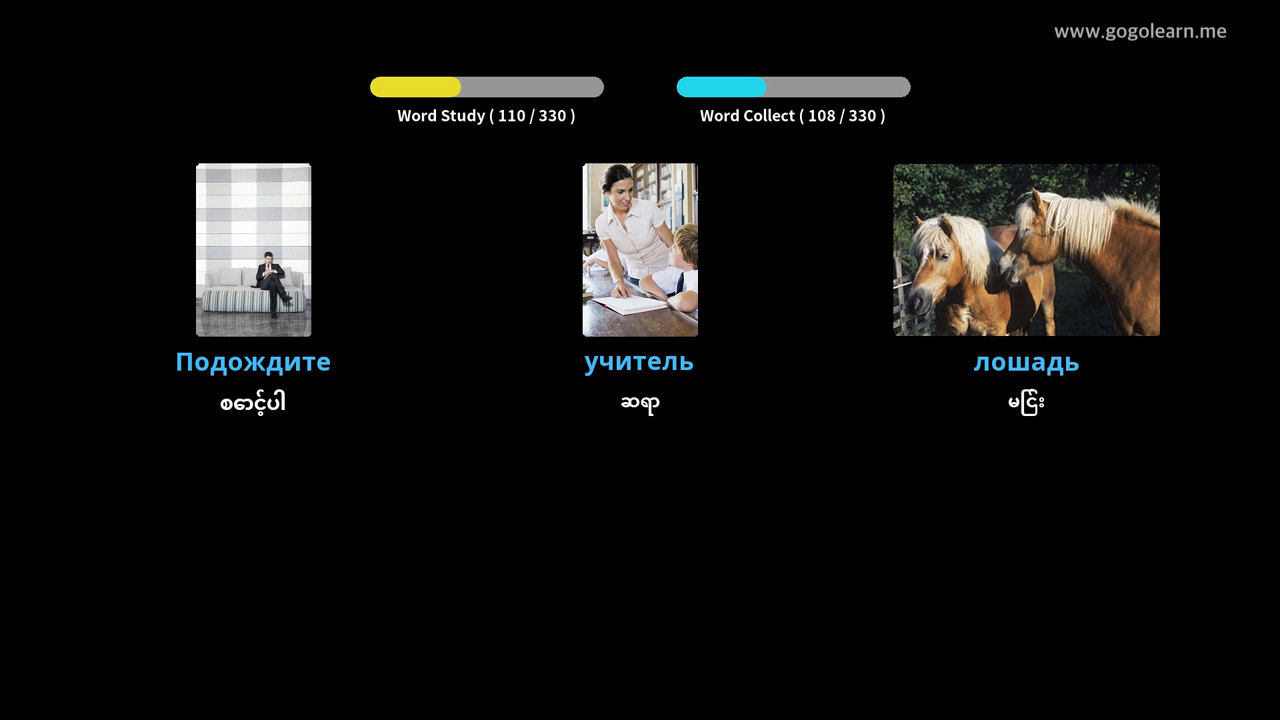 www.gogolearn.me
Word Study ( 110 / 330 )
Word Collect ( 108 / 330 )
Подождите
учитель
лошадь
စောင့်ပါ
ဆရာ
မငြ်း